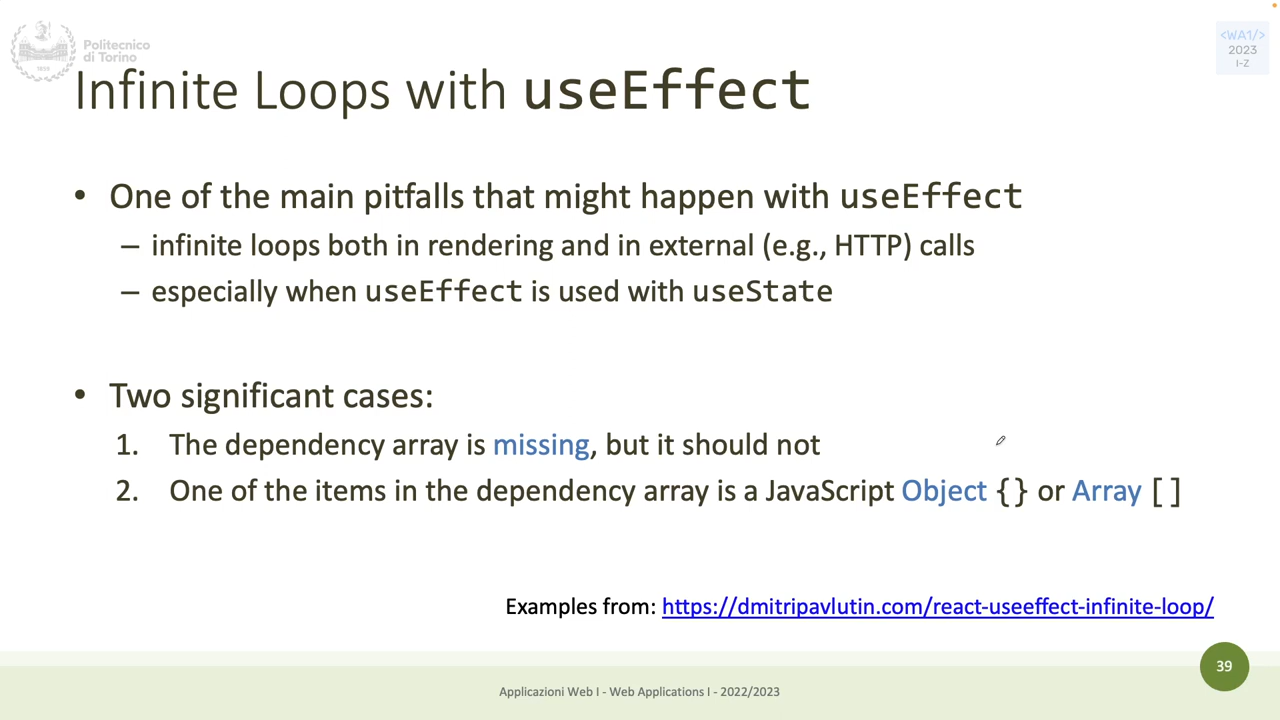 Politecnico
di Torino
1859
<WA1/>
2023
I-Z
Infinite Loops with useEffect
• One of the main pitfalls that might happen with useEffect
– infinite loops both in rendering and in external (e.g., HTTP) calls
– especially when useEffect is used with useState
• Two significant cases:
1. The dependency array is missing, but it should not
2. One of the items in the dependency array is a JavaScript Object {} or Array []
Examples from: https://dmitripavlutin.com/react-useeffect-infinite-loop/
39
Applicazioni Web I - Web Applications I - 2022/2023